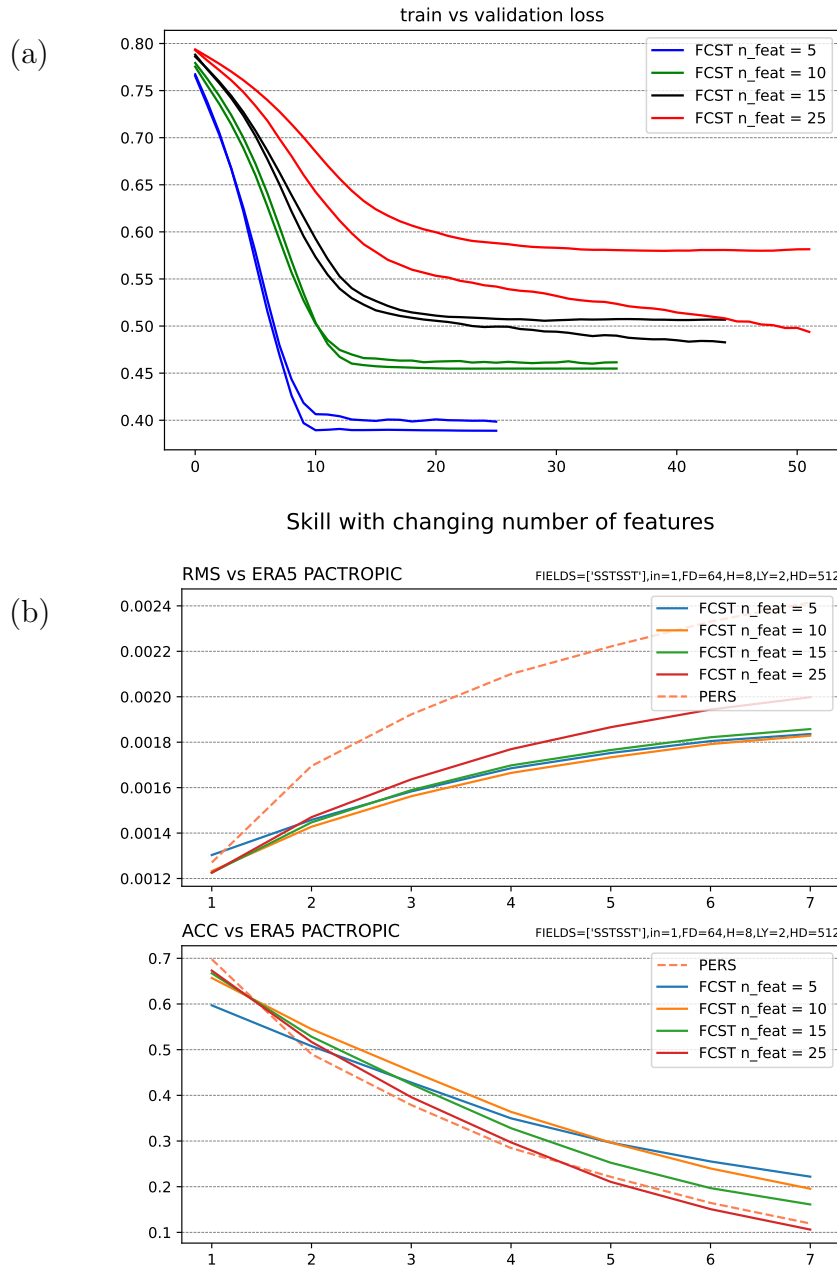 train vs validation loss
(a)
0.80
0.75
0.70
0.65
0.60
0.55
0.50
0.45
0.40
FCST n_feat = 5
FCST n_feat = 10
FCST n_feat = 15
FCST n_feat = 25
0 10 20 30 40 50
Skill with changing number of features
RMS vs ERA5 PACTROPIC FIELDS=['SSTSST'],in=1,FD=64,H=8,LY=2,HD=512
(b)
0.0024
0.0022
0.0020
0.0018
0.0016
0.0014
0.0012
FCST n_feat = 5
FCST n_feat = 10
FCST n_feat = 15
FCST n_feat = 25
PERS
1 2 3 4 5 6 7
ACC vs ERA5 PACTROPIC FIELDS=['SSTSST'],in=1,FD=64,H=8,LY=2,HD=512
0.7
0.6
0.5
0.4
0.3
0.2
0.1
PERS
FCST n_feat = 5
FCST n_feat = 10
FCST n_feat = 15
FCST n_feat = 25
1 2 3 4 5 6 7